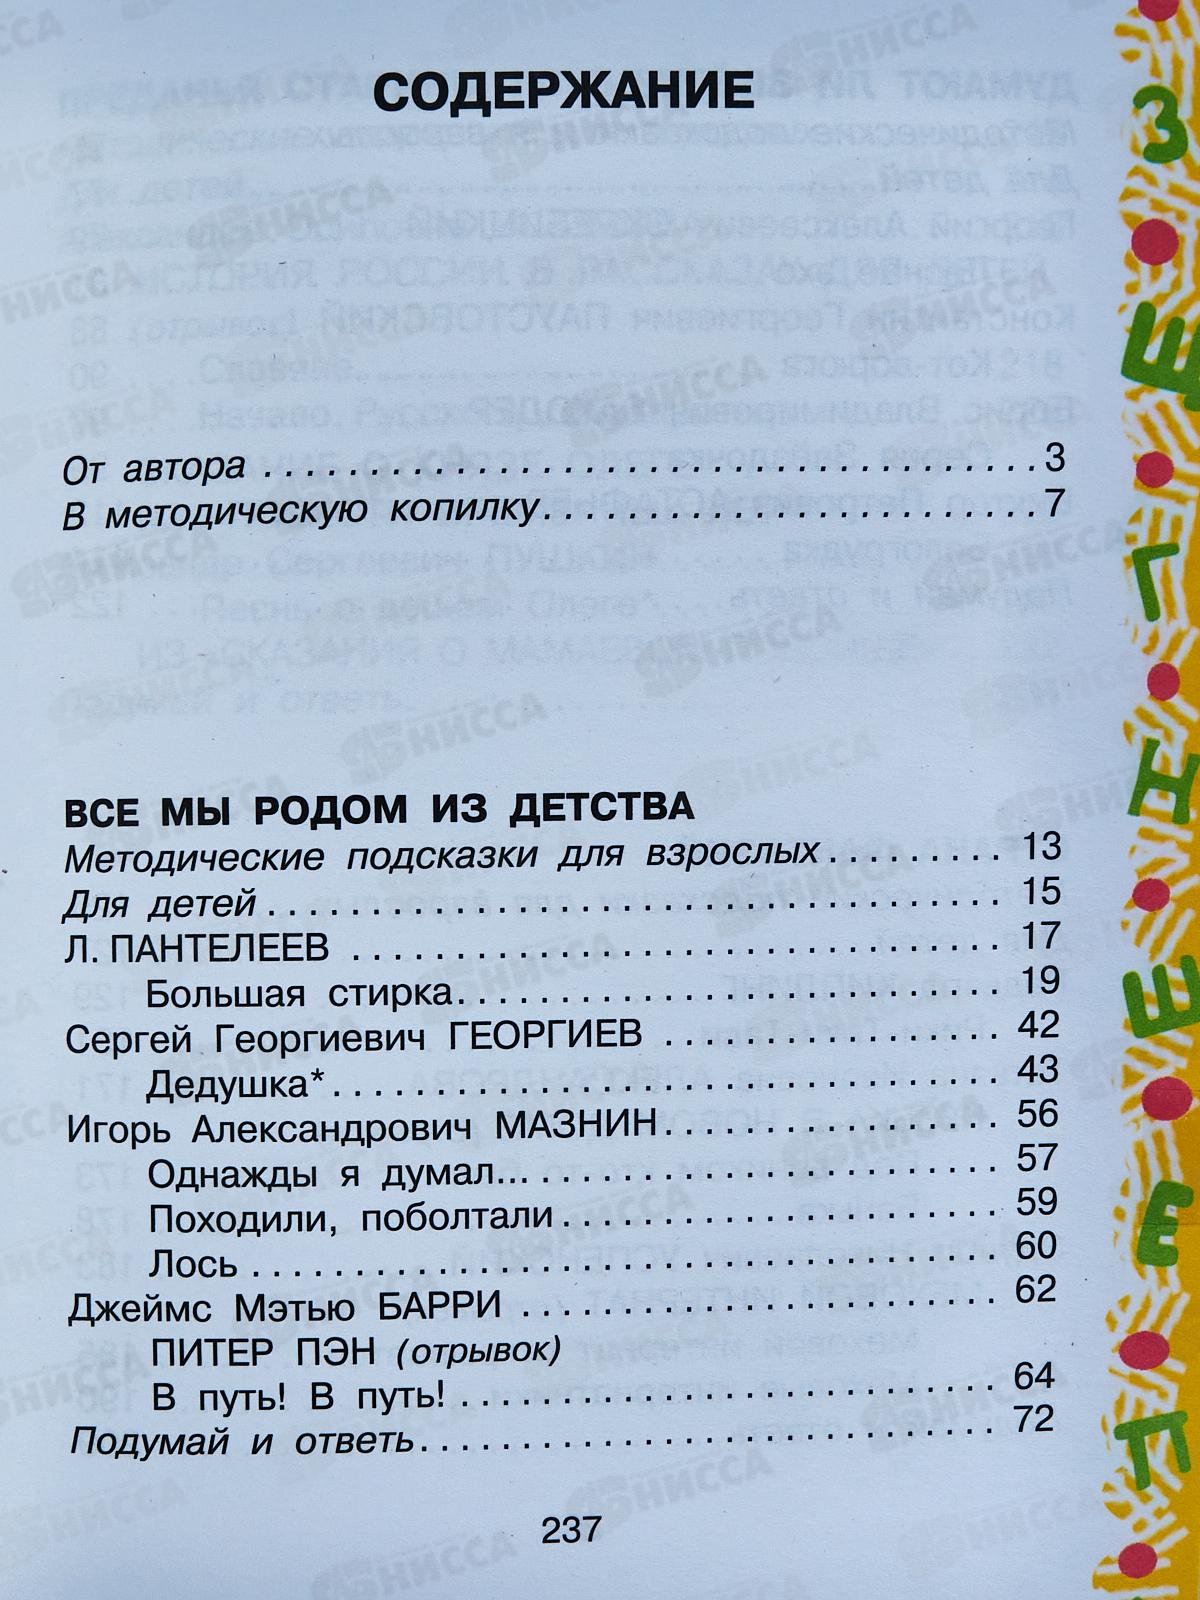 СОДЕРЖАНИЕ
От автора ........ 3
В методическую копилку ........ 7
ВСЕ МЫ РОДОМ ИЗ ДЕТСТВА
Методические подсказки для взрослых ........ 13
Для детей ........ 15
Л. ПАНТЕЛЕЕВ ........ 17
Большая стирка ........ 19
Сергей Георгиевич ГЕОРГИЕВ ........ 42
Дедушка* ........ 43
Игорь Александрович МАЗНИН ........ 56
Однажды я думал... ........ 57
Походили, поболтали ........ 59
Лось ........ 60
Джеймс Мэтью БАРРИ ........ 62
ПИТЕР ПЭН (отрывок)
В путь! В путь! ........ 64
Подумай и ответь ........ 72
237
З
Щ
Г
Н
Ш
Е
П
НИССА